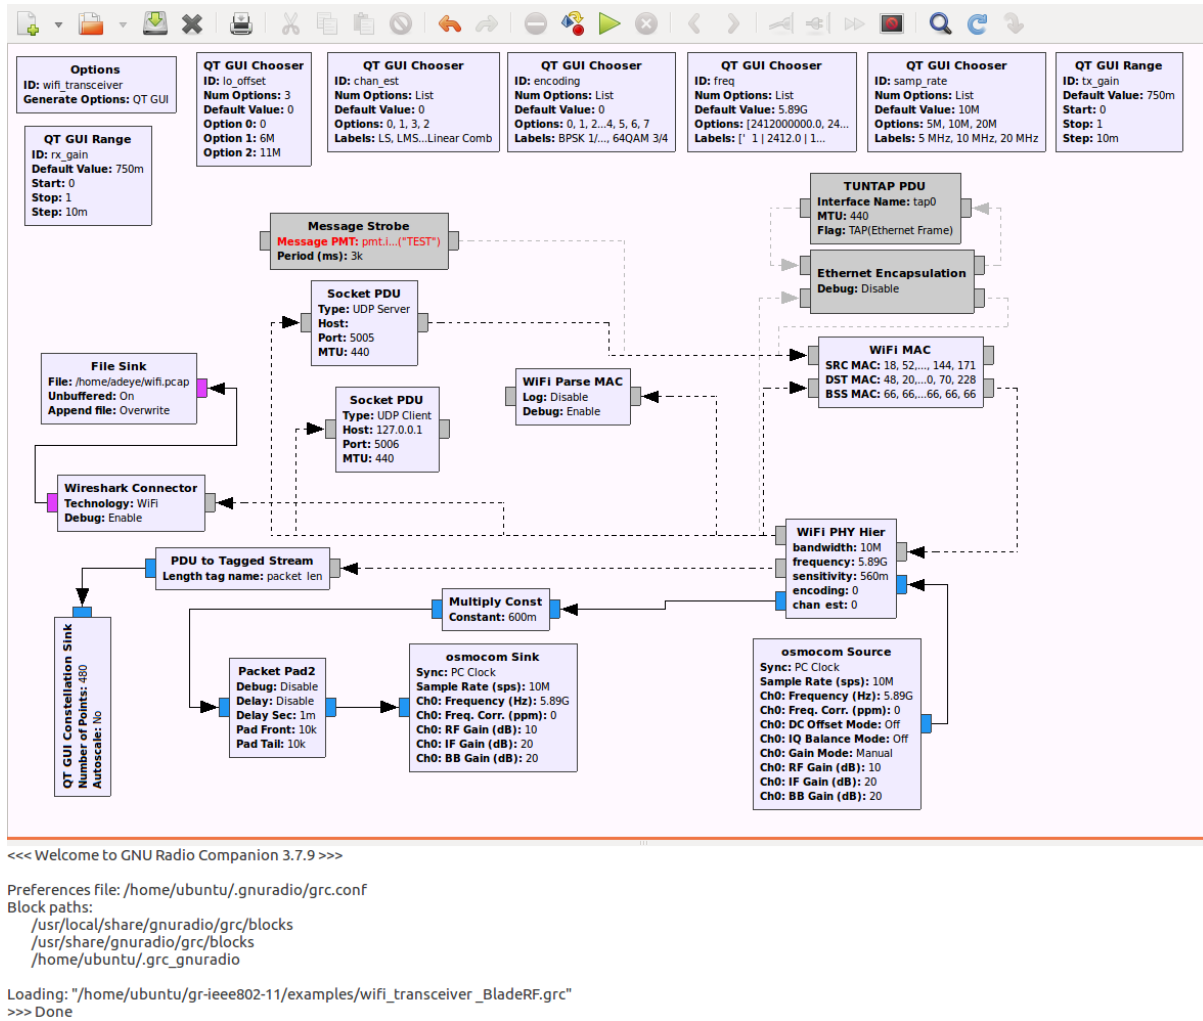 Options
ID: wifi_transceiver
Generate Options: QT GUI
QT GUI Chooser
ID: lo_offset
Num Options: 3
Default Value: 0
Option 0: 0
Option 1: 6M
Option 2: 11M
QT GUI Chooser
ID: chan_est
Num Options: List
Default Value: 0
Options: 0, 1, 3, 2
Labels: LS, LMS...Linear Comb
QT GUI Chooser
ID: encoding
Num Options: List
Default Value: 0
Options: 0, 1, 2...4, 5, 6, 7
Labels: BPSK 1/..., 64QAM 3/4
QT GUI Chooser
ID: freq
Num Options: List
Default Value: 5.89G
Options: [2412000000.0, 24...
Labels: [' 1 | 2412.0 | 1...
QT GUI Chooser
ID: samp_rate
Num Options: List
Default Value: 10M
Options: 5M, 10M, 20M
Labels: 5 MHz, 10 MHz, 20 MHz
QT GUI Range
ID: tx_gain
Default Value: 750m
Start: 0
Stop: 1
Step: 10m
QT GUI Range
ID: rx_gain
Default Value: 750m
Start: 0
Stop: 1
Step: 10m
Message Strobe
Message PMT: pmt.i...("TEST")
Period (ms): 3k
TUNTAP PDU
Interface Name: tap0
MTU: 440
Flag: TAP(Ethernet Frame)
Ethernet Encapsulation
Debug: Disable
Socket PDU
Type: UDP Server
Host:
Port: 5005
MTU: 440
File Sink
File: /home/adeye/wifi.pcap
Unbuffered: On
Append file: Overwrite
Socket PDU
Type: UDP Client
Host: 127.0.0.1
Port: 5006
MTU: 440
WiFi Parse MAC
Log: Disable
Debug: Enable
WiFi MAC
SRC MAC: 18, 52,..., 144, 171
DST MAC: 48, 20,...0, 70, 228
BSS MAC: 66, 66,...66, 66, 66
Wireshark Connector
Technology: WiFi
Debug: Enable
PDU to Tagged Stream
Length tag name: packet_len
WiFi PHY Hier
bandwidth: 10M
frequency: 5.89G
sensitivity: 560m
encoding: 0
chan_est: 0
Multiply Const
Constant: 600m
QT GUI Constellation Sink
Number of Points: 480
Autoscale: No
Packet Pad2
Debug: Disable
Delay: Disable
Delay Sec: 1m
Pad Front: 10k
Pad Tail: 10k
osmocom Sink
Sync: PC Clock
Sample Rate (sps): 10M
Ch0: Frequency (Hz): 5.89G
Ch0: Freq. Corr. (ppm): 0
Ch0: RF Gain (dB): 10
Ch0: IF Gain (dB): 20
Ch0: BB Gain (dB): 20
osmocom Source
Sync: PC Clock
Sample Rate (sps): 10M
Ch0: Frequency (Hz): 5.89G
Ch0: Freq. Corr. (ppm): 0
Ch0: DC Offset Mode: Off
Ch0: IQ Balance Mode: Off
Ch0: Gain Mode: Manual
Ch0: RF Gain (dB): 10
Ch0: IF Gain (dB): 20
Ch0: BB Gain (dB): 20
<<< Welcome to GNU Radio Companion 3.7.9 >>>
Preferences file: /home/ubuntu/.gnuradio/grc.conf
Block paths:
/usr/local/share/gnuradio/grc/blocks
/usr/share/gnuradio/grc/blocks
/home/ubuntu/.grc_gnuradio
Loading: "/home/ubuntu/gr-ieee802-11/examples/wifi_transceiver _BladeRF.grc"
>>> Done